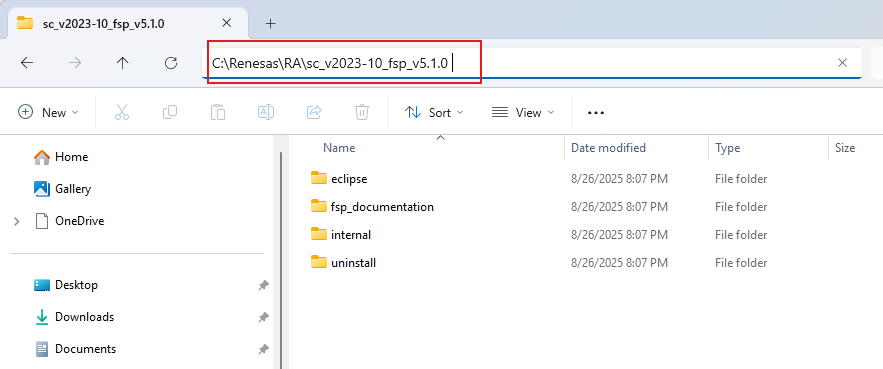 sc_v2023-10_fsp_v5.1.0
C:\Renesas\RA\sc_v2023-10_fsp_v5.1.0
New Sort View
Name Date modified Type Size
Home
Gallery
OneDrive
Desktop
Downloads
Documents
eclipse 8/26/2025 8:07 PM File folder
fsp_documentation 8/26/2025 8:07 PM File folder
internal 8/26/2025 8:07 PM File folder
uninstall 8/26/2025 8:07 PM File folder